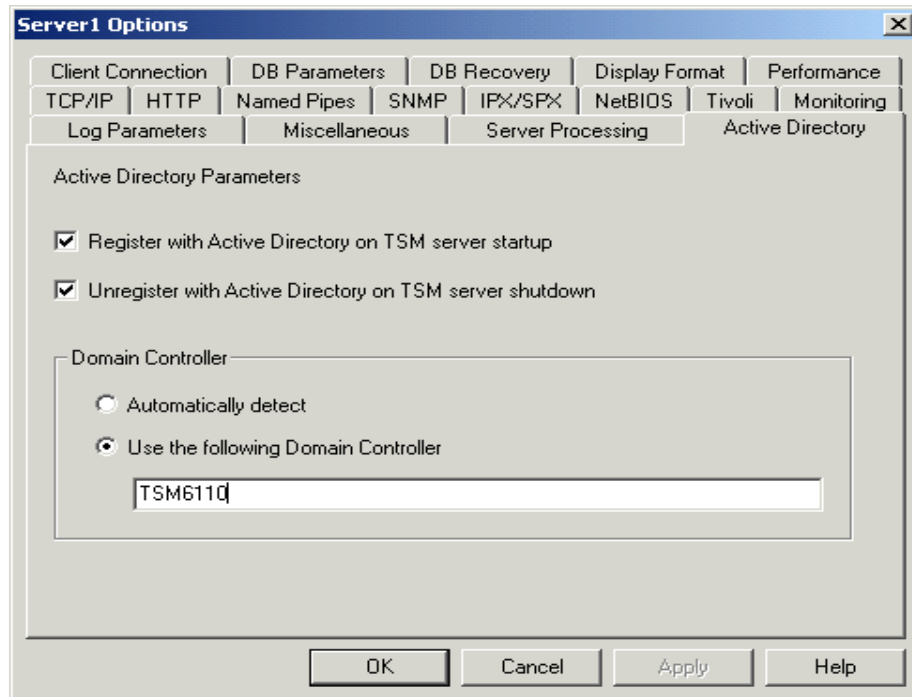 Server1 Options
Client Connection DB Parameters DB Recovery Display Format Performance
TCP/IP HTTP Named Pipes SNMP IPX/SPX NetBIOS Tivoli Monitoring
Log Parameters Miscellaneous Server Processing Active Directory
Active Directory Parameters
Register with Active Directory on TSM server startup
Unregister with Active Directory on TSM server shutdown
Domain Controller
Automatically detect
Use the following Domain Controller
TSM6110
OK Cancel Apply Help